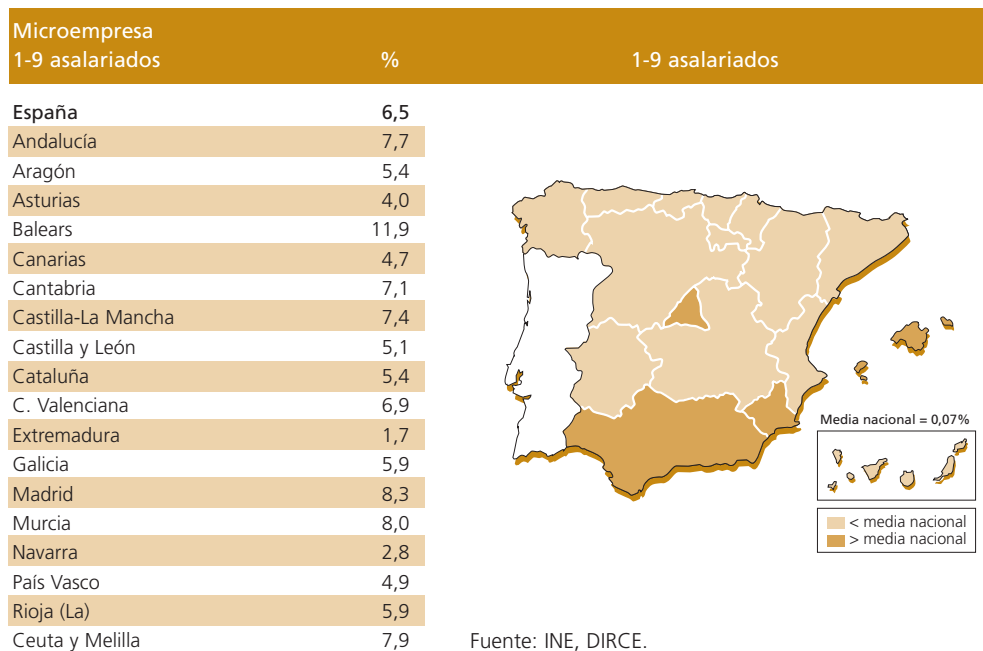 Microempresa
1-9 asalariados % 1-9 asalariados
España 6,5
Andalucía 7,7
Aragón 5,4
Asturias 4,0
Balears 11,9
Canarias 4,7
Cantabria 7,1
Castilla-La Mancha 7,4
Castilla y León 5,1
Cataluña 5,4
C. Valenciana 6,9
Extremadura 1,7
Galicia 5,9
Madrid 8,3
Murcia 8,0
Navarra 2,8
País Vasco 4,9
Rioja (La) 5,9
Ceuta y Melilla 7,9
Media nacional = 0,07%
< media nacional
> media nacional
Fuente: INE, DIRCE.